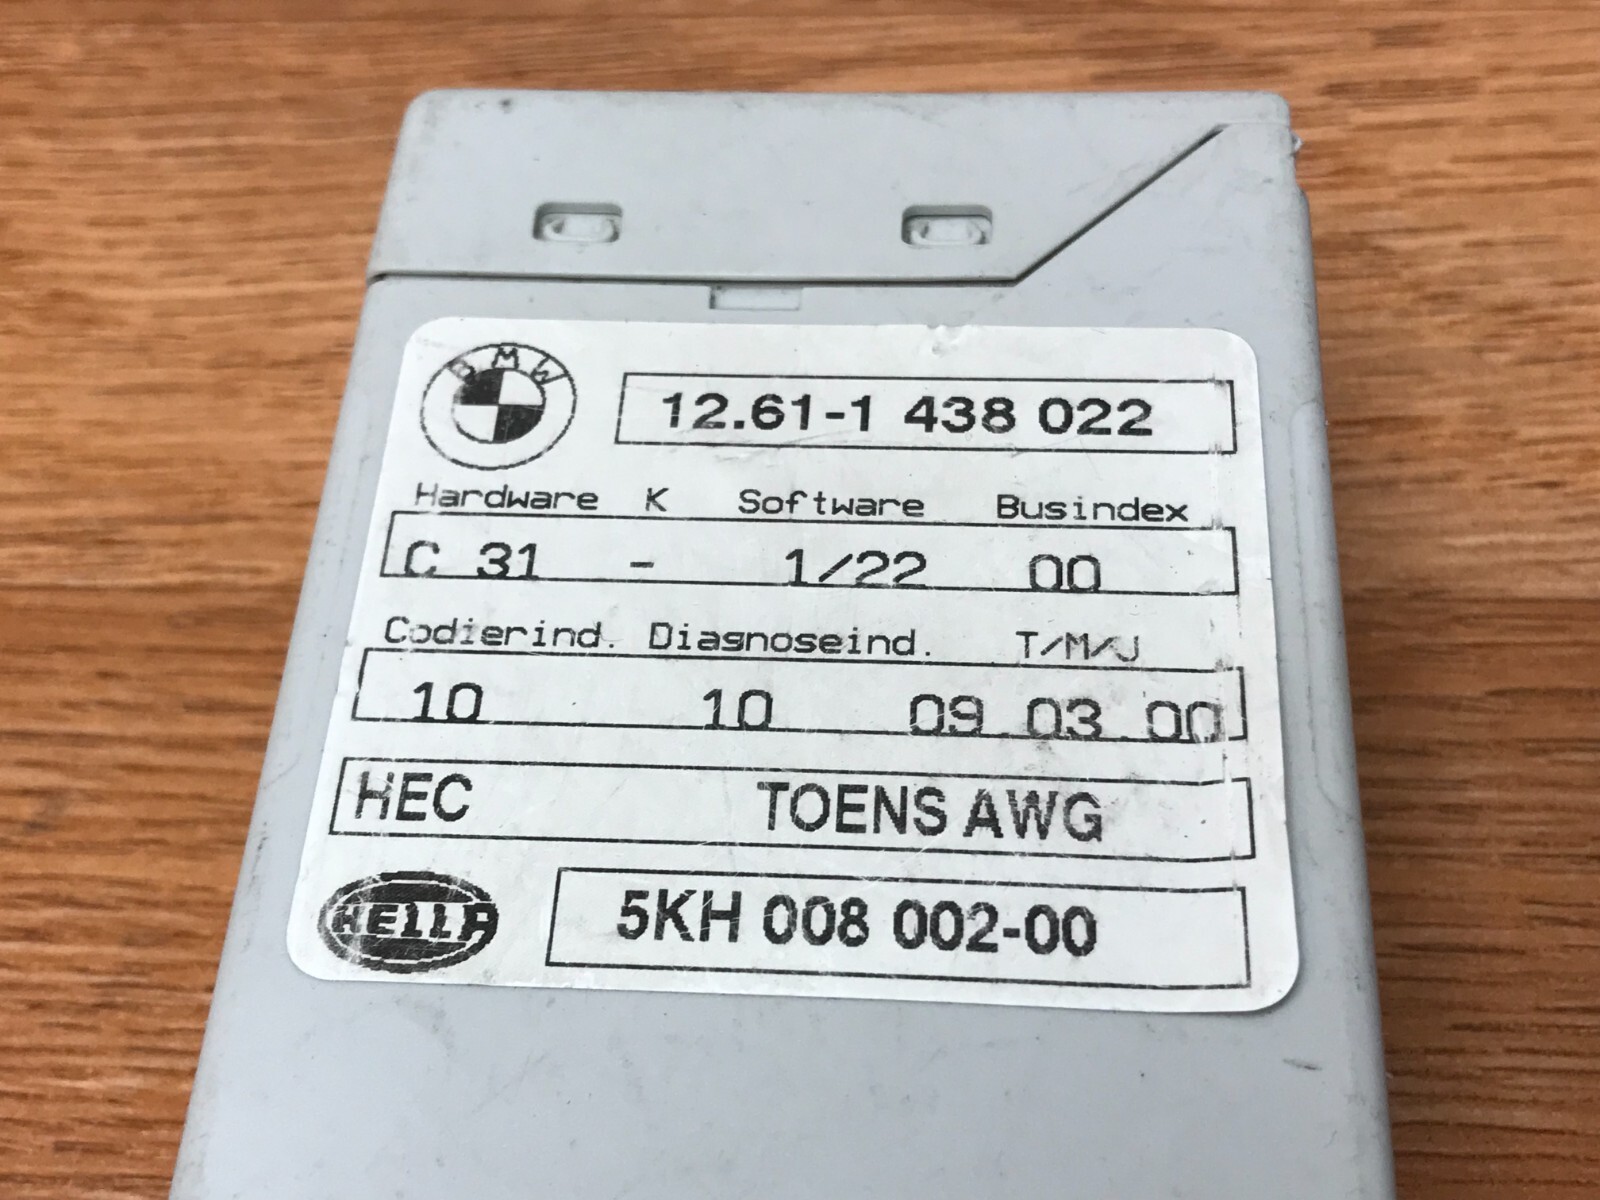 BMW
12.61-1 438 022
Hardware K Software Busindex
C 31 - 1/22 00
Codierind. Diagnoseind. T/M/J
10 10 09.03.00
HEC TOENS AWG
HELLA 5KH 008 002-00